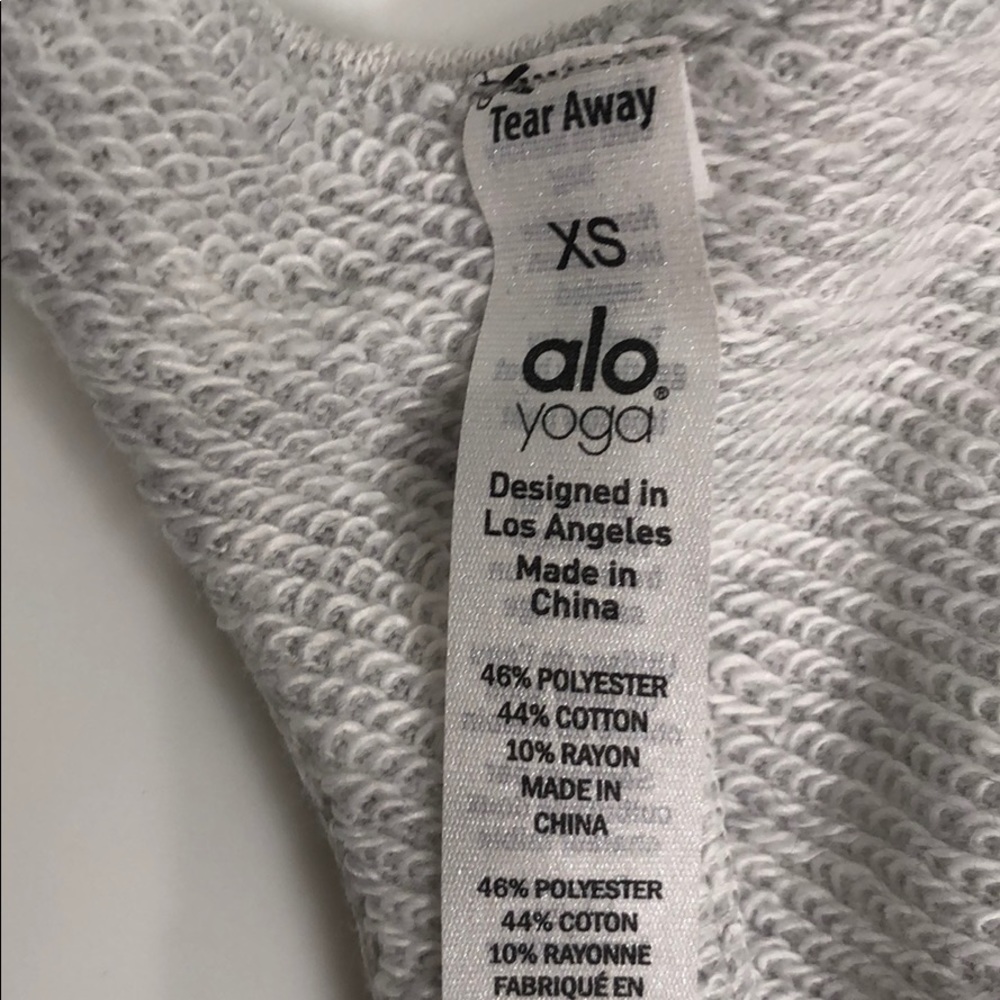 Tear Away
XS
alo®
yoga
Designed in
Los Angeles
Made in
China
46% POLYESTER
44% COTTON
10% RAYON
MADE IN
CHINA
46% POLYESTER
44% COTON
10% RAYONNE
FABRIQUÉ EN